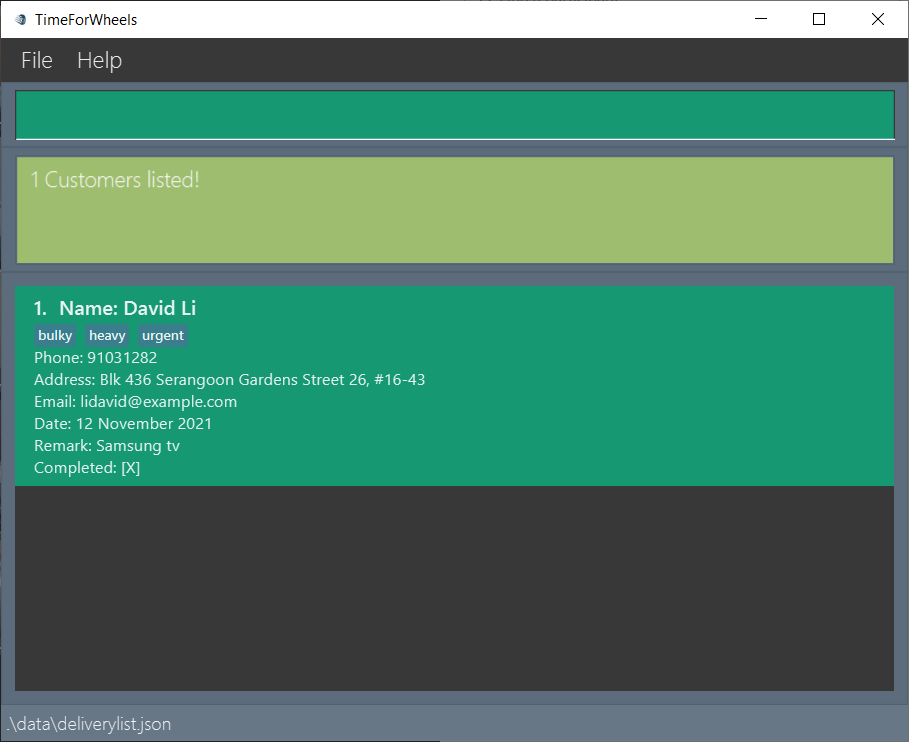 TimeForWheels
File Help
1 Customers listed!
1. Name: David Li
bulky heavy urgent
Phone: 91031282
Address: Blk 436 Serangoon Gardens Street 26, #16-43
Email: lidavid@example.com
Date: 12 November 2021
Remark: Samsung tv
Completed: [X]
.\data\deliverylist.json